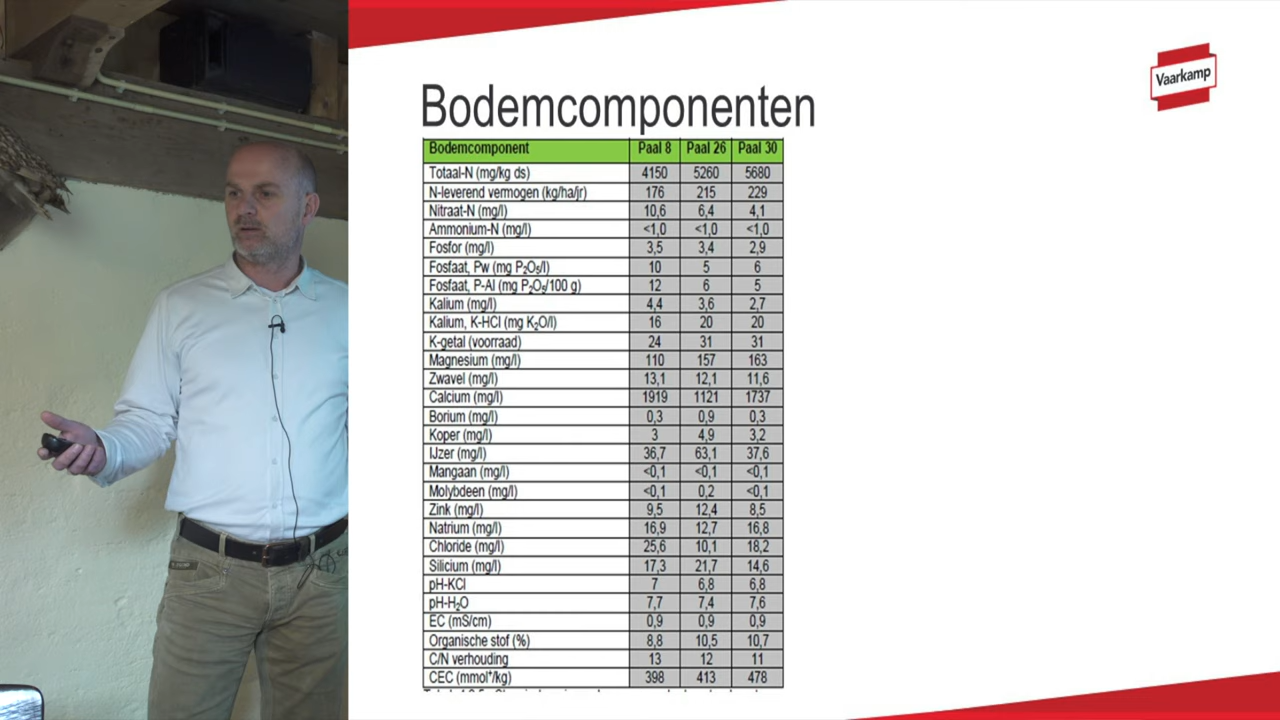 Vaarkamp
Bodemcomponenten
Bodemcomponent Paal 8 Paal 26 Paal 30
Totaal-N (mg/kg ds) 4150 5260 5680
N-leverend vermogen (kg/ha/jr) 176 215 229
Nitraat-N (mg/l) 10,6 6,4 4,1
Ammonium-N (mg/l) <1,0 <1,0 <1,0
Fosfor (mg/l) 3,5 3,4 2,9
Fosfaat, Pw (mg P₂O₅/l) 10 5 6
Fosfaat, P-Al (mg P₂O₅/100 g) 12 6 5
Kalium (mg/l) 4,4 3,6 2,7
Kalium, K-HCl (mg K₂O/l) 16 20 20
K-getal (voorraad) 24 31 31
Magnesium (mg/l) 110 157 163
Zwavel (mg/l) 13,1 12,1 11,6
Calcium (mg/l) 1919 1121 1737
Borium (mg/l) 0,3 0,9 0,3
Koper (mg/l) 3 4,9 3,2
IJzer (mg/l) 36,7 63,1 37,6
Mangaan (mg/l) <0,1 <0,1 <0,1
Molybdeen (mg/l) <0,1 0,2 <0,1
Zink (mg/l) 9,5 12,4 8,5
Natrium (mg/l) 16,9 12,7 16,8
Chloride (mg/l) 25,6 10,1 18,2
Silicium (mg/l) 17,3 21,7 14,6
pH-KCl 7 6,8 6,8
pH-H₂O 7,7 7,4 7,6
EC (mS/cm) 0,9 0,9 0,9
Organische stof (%) 8,8 10,5 10,7
C/N verhouding 13 12 11
CEC (mmol⁺/kg) 398 413 478